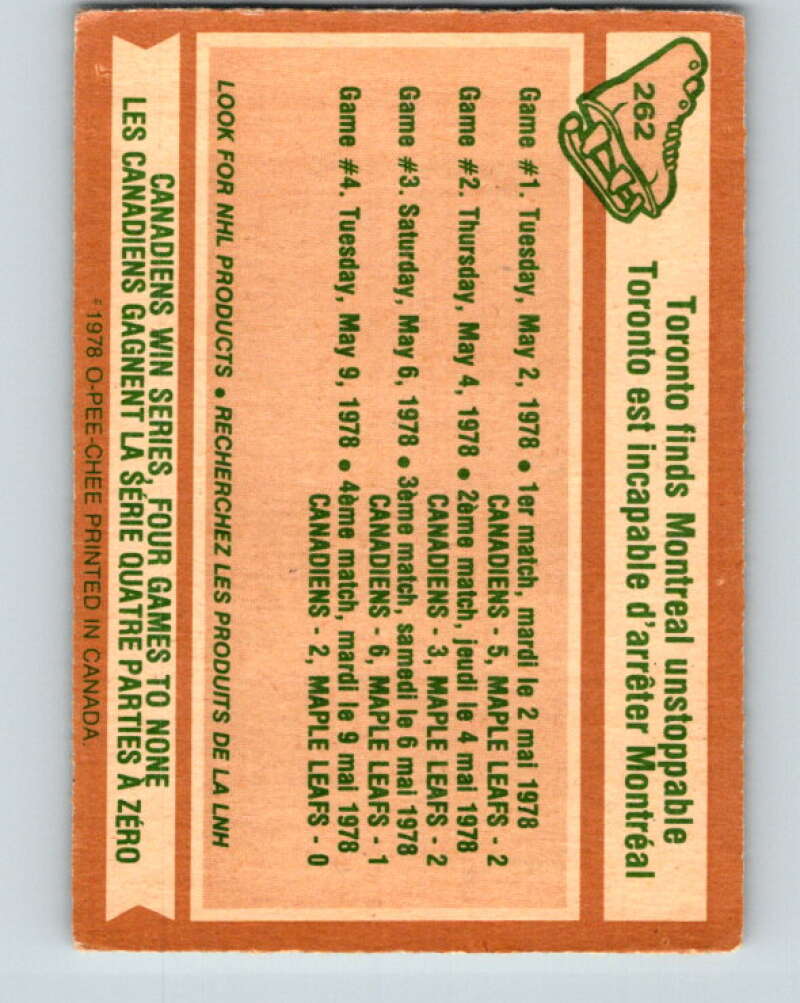 262
Toronto finds Montreal unstoppable
Toronto est incapable d'arrêter Montréal
Game #1. Tuesday, May 2, 1978 • 1er match, mardi le 2 mai 1978
CANADIENS - 5, MAPLE LEAFS - 2
Game #2. Thursday, May 4, 1978 • 2ème match, jeudi le 4 mai 1978
CANADIENS - 3, MAPLE LEAFS - 2
Game #3. Saturday, May 6, 1978 • 3ème match, samedi le 6 mai 1978
CANADIENS - 6, MAPLE LEAFS - 1
Game #4. Tuesday, May 9, 1978 • 4ème match, mardi le 9 mai 1978
CANADIENS - 2, MAPLE LEAFS - 0
LOOK FOR NHL PRODUCTS • RECHERCHEZ LES PRODUITS DE LA LNH
CANADIENS WIN SERIES, FOUR GAMES TO NONE
LES CANADIENS GAGNENT LA SÉRIE QUATRE PARTIES À ZÉRO
©1978 O-PEE-CHEE PRINTED IN CANADA.